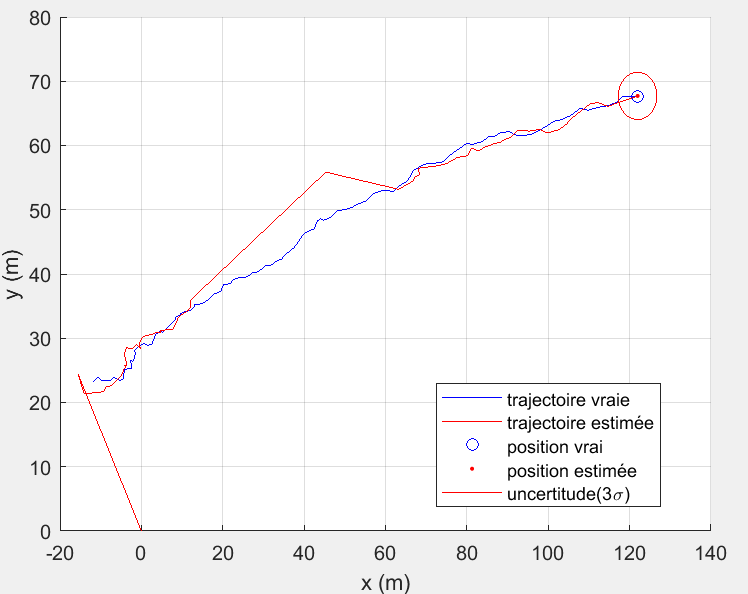 80
70
60
50
40
30
20
10
0
y (m)
-20 0 20 40 60 80 100 120 140
x (m)
trajectoire vraie
trajectoire estimée
position vrai
position estimée
uncertitude(3σ)